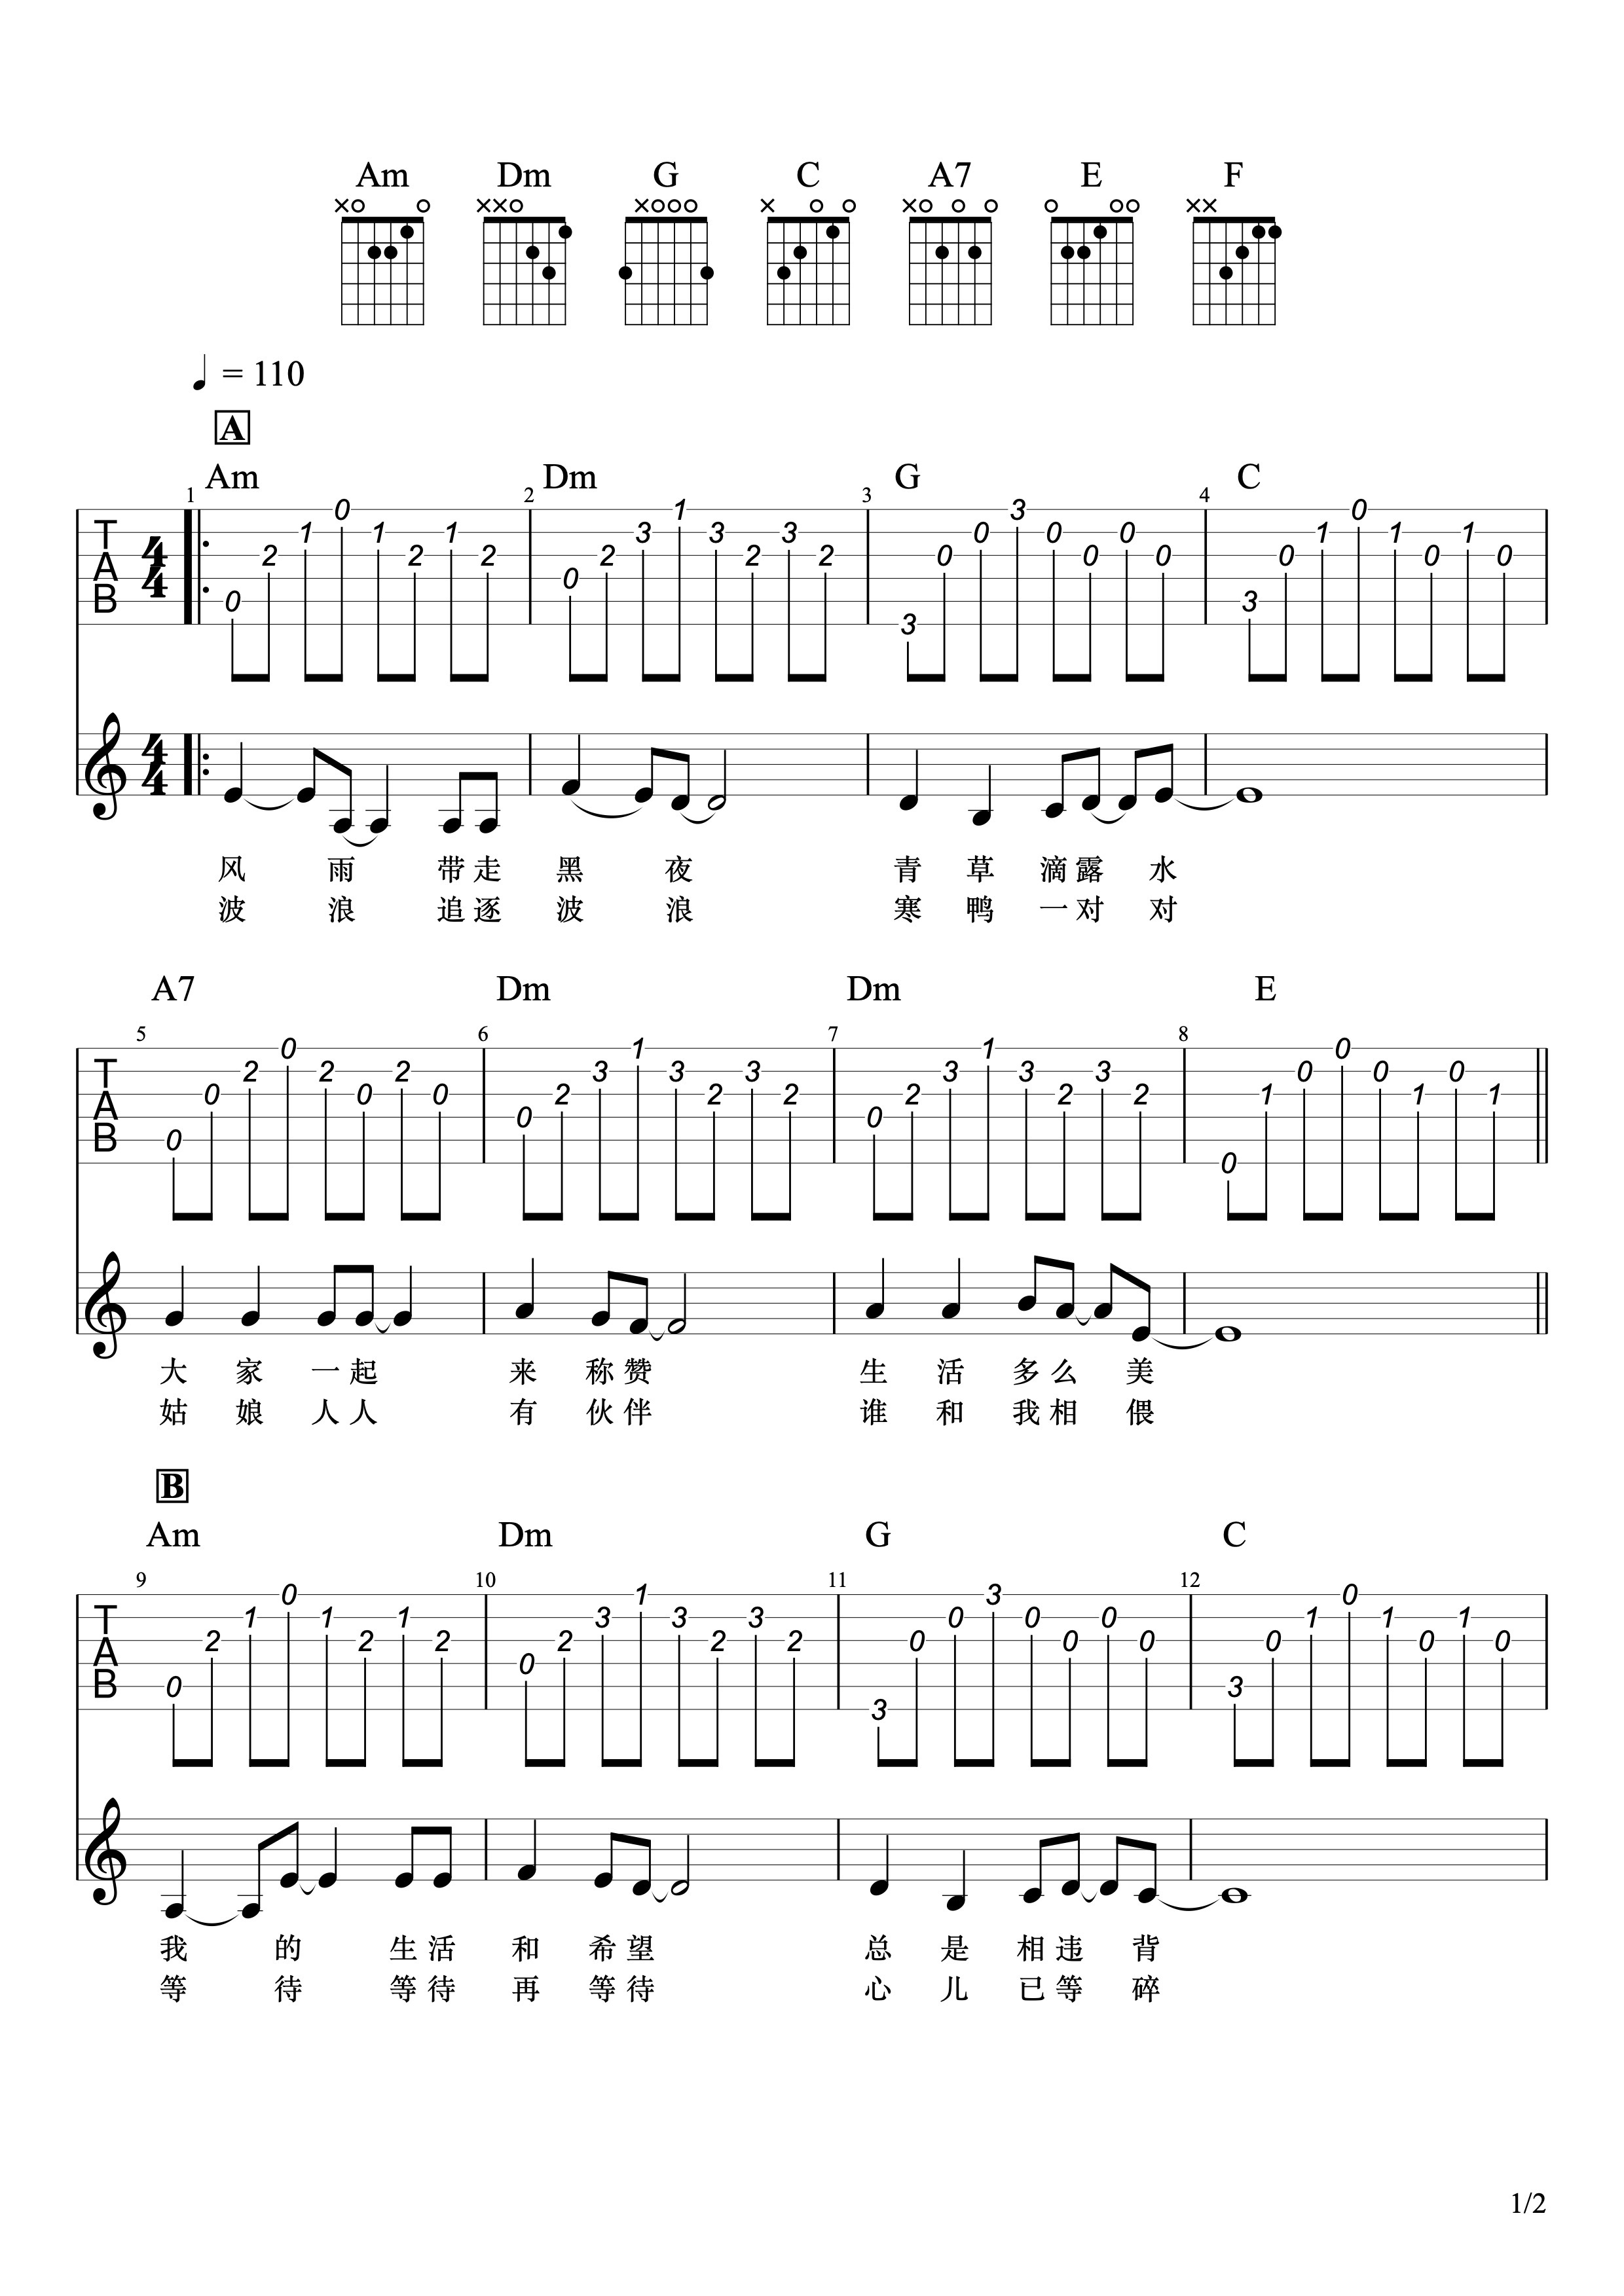 Am Dm G C A7 E F
= 110
A
Am Dm G C
1 2 3 4
T A B 4 4 0 2 1 0 1 2 1 2 0 2 3 1 3 2 3 2 3 0 0 3 0 0 0 0 3 0 1 0 1 0 1 0
4 4
风 雨 带 走 黑 夜 青 草 滴 露 水
波 浪 追 逐 波 浪 寒 鸭 一 对 对
A7 Dm Dm E
5 6 7 8
T A B 0 0 2 0 2 0 2 0 0 2 3 1 3 2 3 2 0 2 3 1 3 2 3 2 0 1 0 0 0 1 0 1
大 家 一 起 来 称 赞 生 活 多 么 美
姑 娘 人 人 有 伙 伴 谁 和 我 相 偎
B
Am Dm G C
9 10 11 12
T A B 0 2 1 0 1 2 1 2 0 2 3 1 3 2 3 2 3 0 0 3 0 0 0 0 3 0 1 0 1 0 1 0
我 的 生 活 和 希 望 总 是 相 违 背
等 待 等 待 再 等 待 心 儿 已 等 碎
1/2